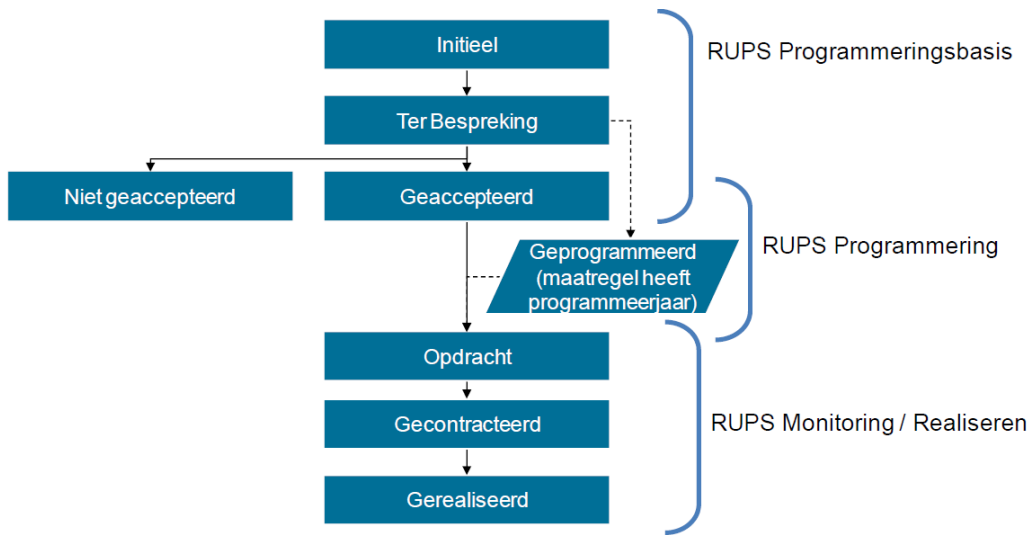 Initieel
RUPS Programmeringsbasis
Ter Bespreking
Niet geaccepteerd
Geaccepteerd
RUPS Programmering
Geprogrammeerd
(maatregel heeft
programmeerjaar)
Opdracht
Gecontracteerd
RUPS Monitoring / Realiseren
Gerealiseerd